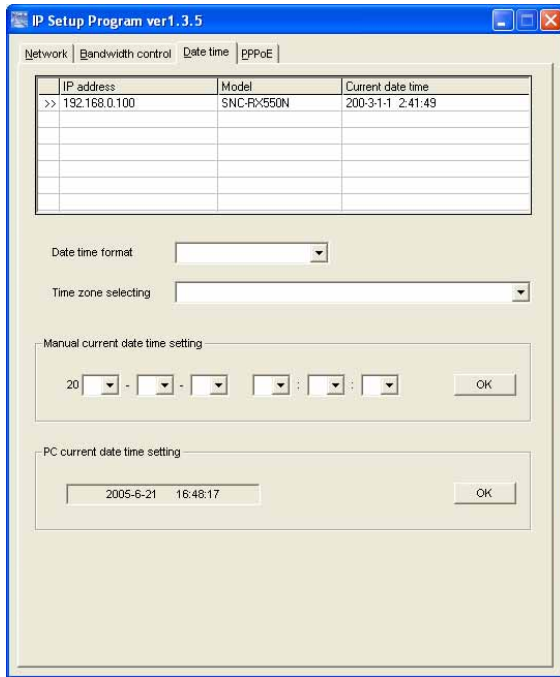 IP Setup Program ver1.3.5
Network Bandwidth control Date time PPPoE
IP address Model Current date time
>> 192.168.0.100 SNC-RX550N 200-3-1-1 2:41:49
Date time format
Time zone selecting
Manual current date time setting
20 - - : : OK
PC current date time setting
2005-6-21 16:48:17 OK